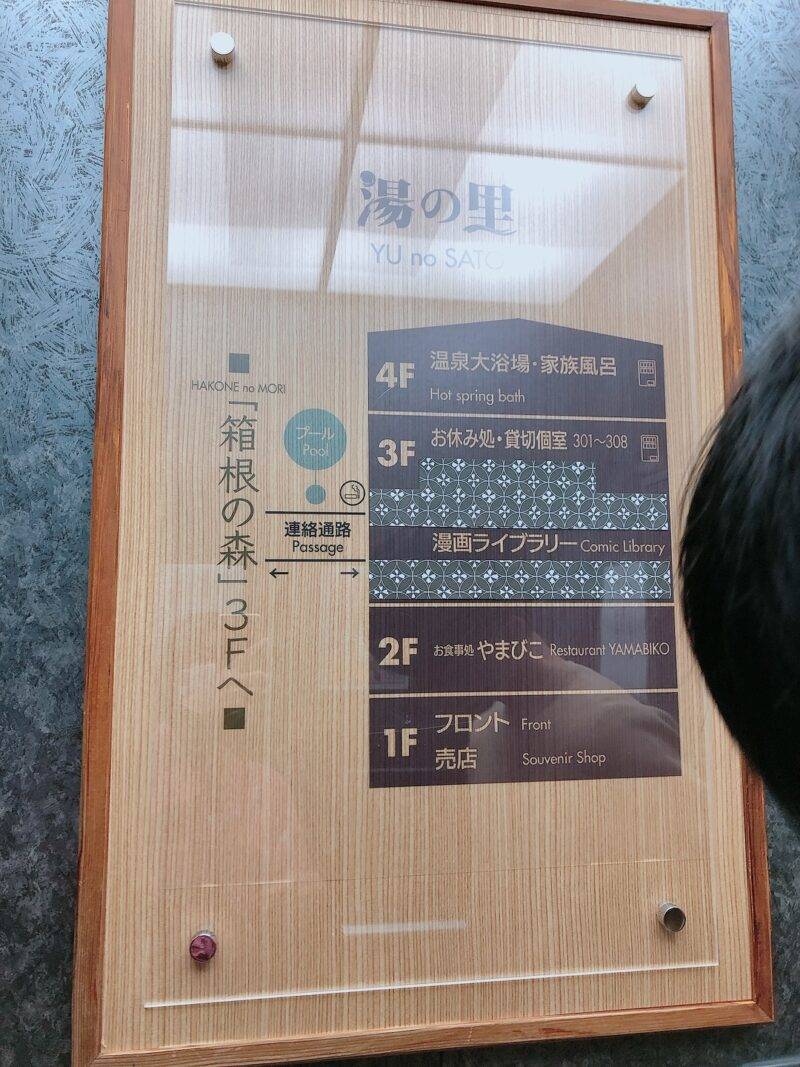 湯の里
YU no SATO
HAKONE no MORI
「箱根の森」3Fへ
プール
Pool
連絡通路
Passage
4F 温泉大浴場・家族風呂
Hot spring bath
3F お休み処・貸切個室 301～308
漫画ライブラリー Comic Library
2F お食事処 やまびこ Restaurant YAMABIKO
1F フロント Front
売店 Souvenir Shop